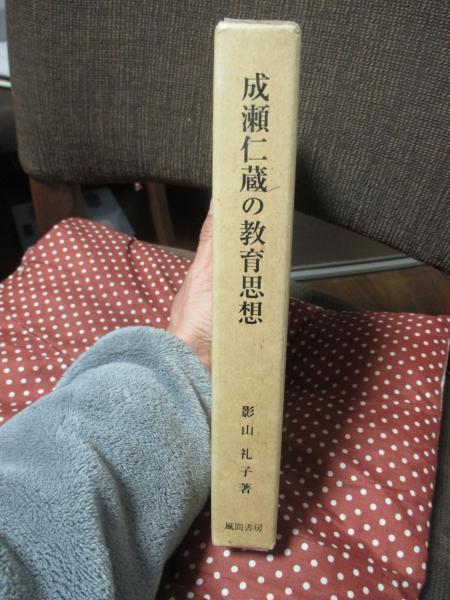 成瀬仁蔵の教育思想
影山礼子著
風間書房